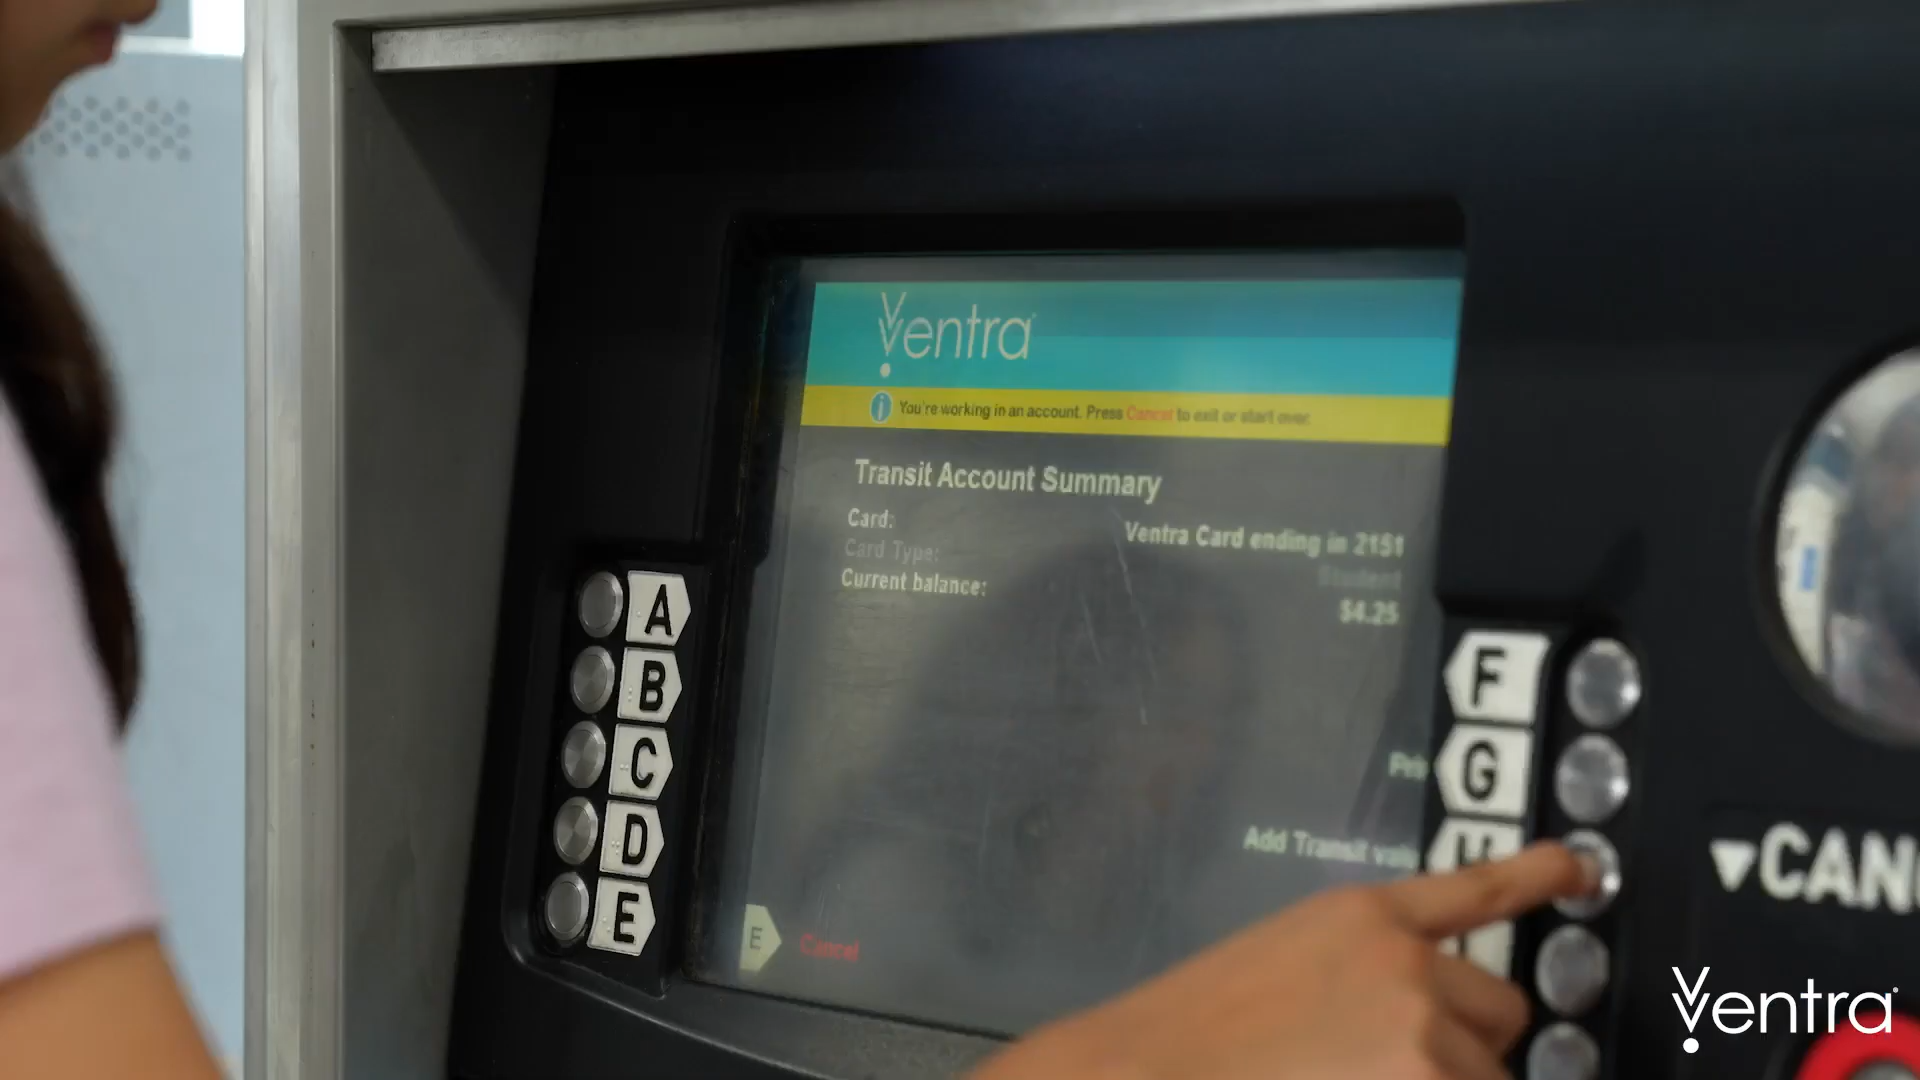 Ventra
You're working in an account. Press Cancel to exit or start over.
Transit Account Summary
Card: Ventra Card ending in 2151
Card Type: Student
Current balance: $4.25
A
B
C
D
E
F
G
Add Transit
E Cancel
Ventra